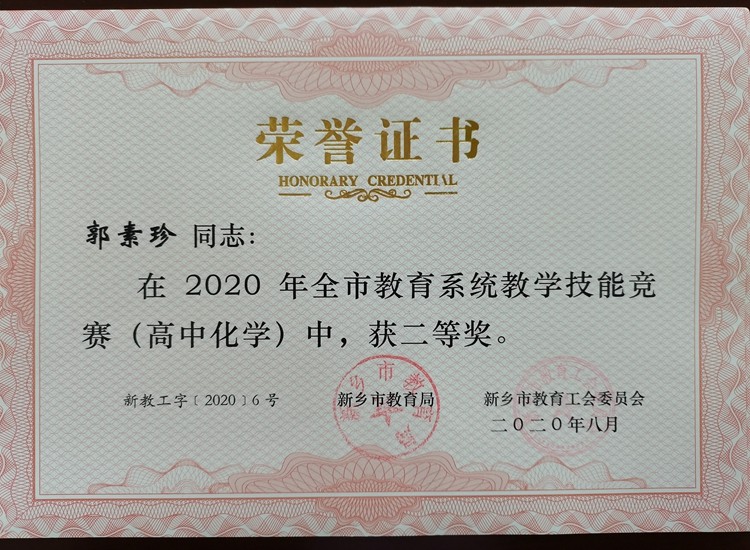 荣誉证书
HONORARY CREDENTIAL
郭素珍 同志:
在 2020 年全市教育系统教学技能竞
赛（高中化学）中，获二等奖。
新教工字〔2020〕6号
新乡市教育局
新乡市教育工会委员会
二〇二〇年八月